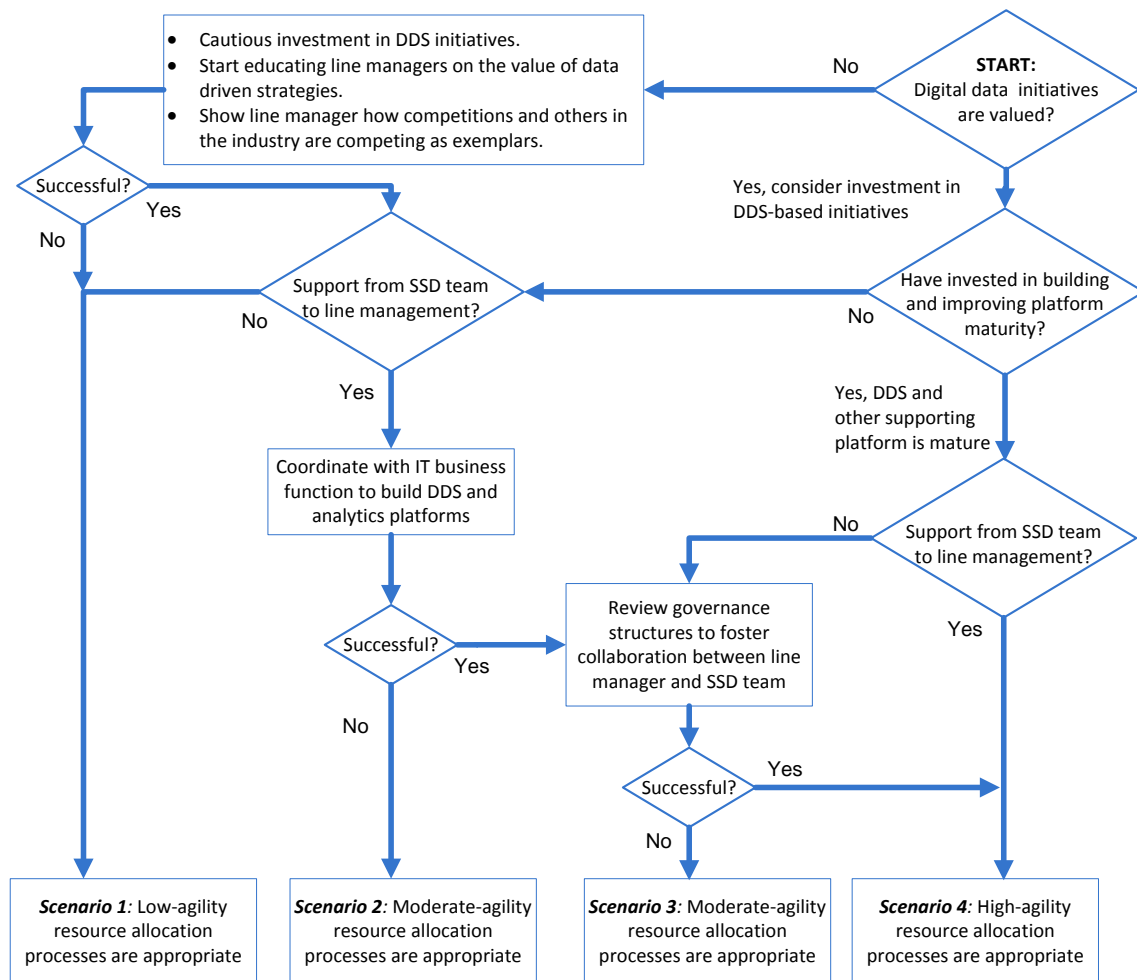 • Cautious investment in DDS initiatives.
• Start educating line managers on the value of data
driven strategies.
• Show line manager how competitions and others in
the industry are competing as exemplars.
No
START:
Digital data initiatives
are valued?
Successful?
Yes
No
Yes, consider investment in
DDS-based initiatives
Support from SSD team
to line management?
No
Yes
Have invested in building
and improving platform
maturity?
No
Yes, DDS and
other supporting
platform is mature
Coordinate with IT business
function to build DDS and
analytics platforms
No
Support from SSD team
to line management?
Yes
Successful?
Yes
No
Review governance
structures to foster
collaboration between line
manager and SSD team
Successful?
Yes
No
Scenario 1: Low-agility
resource allocation
processes are appropriate
Scenario 2: Moderate-agility
resource allocation
processes are appropriate
Scenario 3: Moderate-agility
resource allocation
processes are appropriate
Scenario 4: High-agility
resource allocation
processes are appropriate